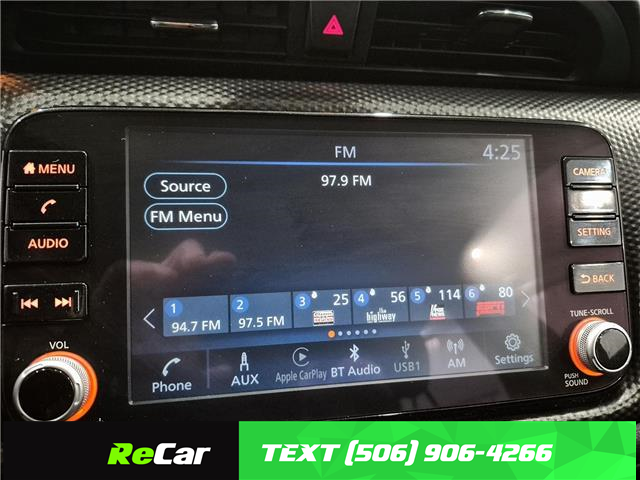 FM
4:25
97.9 FM
Source
FM Menu
MENU
AUDIO
VOL
CAMERA
SETTING
BACK
TUNE-SCROLL
PUSH
SOUND
1
94.7 FM
2
97.5 FM
3
25
4
56
the
highway
5
114
6
80
Phone
AUX
Apple CarPlay
BT Audio
USB1
AM
Settings
ReCar
TEXT (506) 906-4266